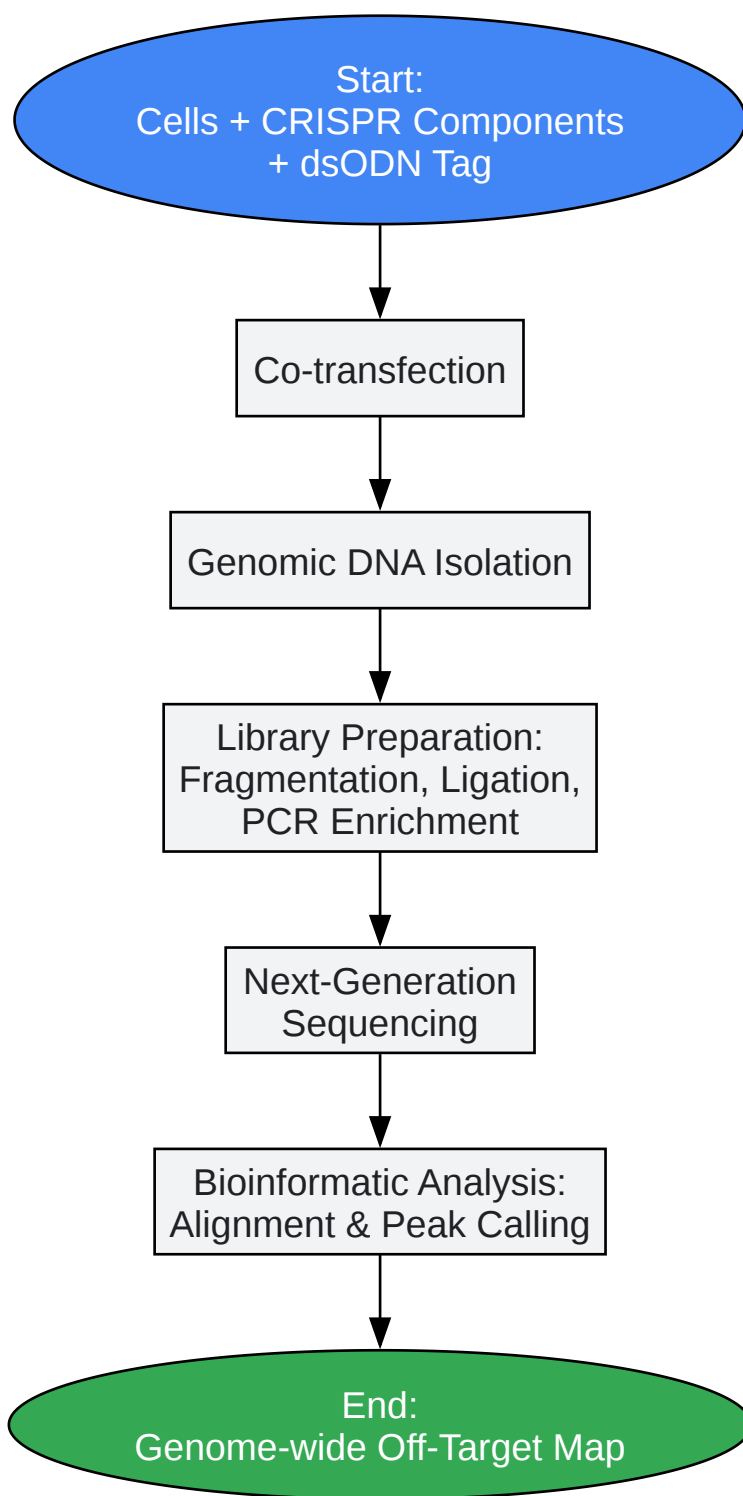 Start:
Cells + CRISPR Components
+ dsODN Tag
Co-transfection
Genomic DNA Isolation
Library Preparation:
Fragmentation, Ligation,
PCR Enrichment
Next-Generation
Sequencing
Bioinformatic Analysis:
Alignment & Peak Calling
End:
Genome-wide Off-Target Map